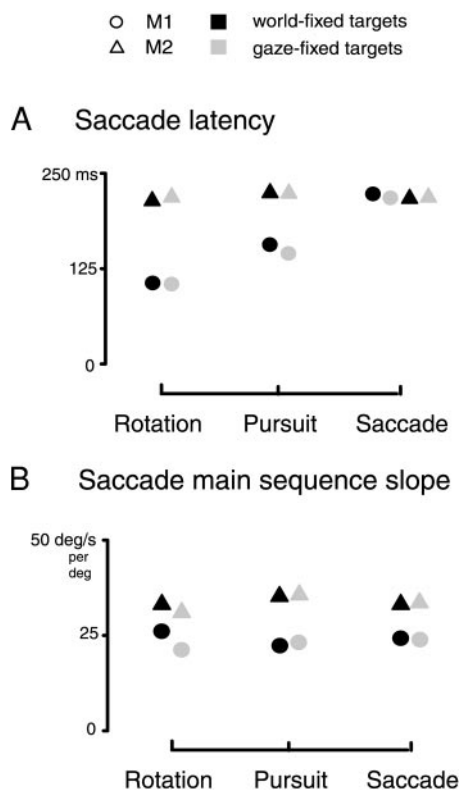 M1 world-fixed targets
M2 gaze-fixed targets
A Saccade latency
250 ms
125
0
Rotation Pursuit Saccade
B Saccade main sequence slope
50 deg/s
per
deg
25
0
Rotation Pursuit Saccade